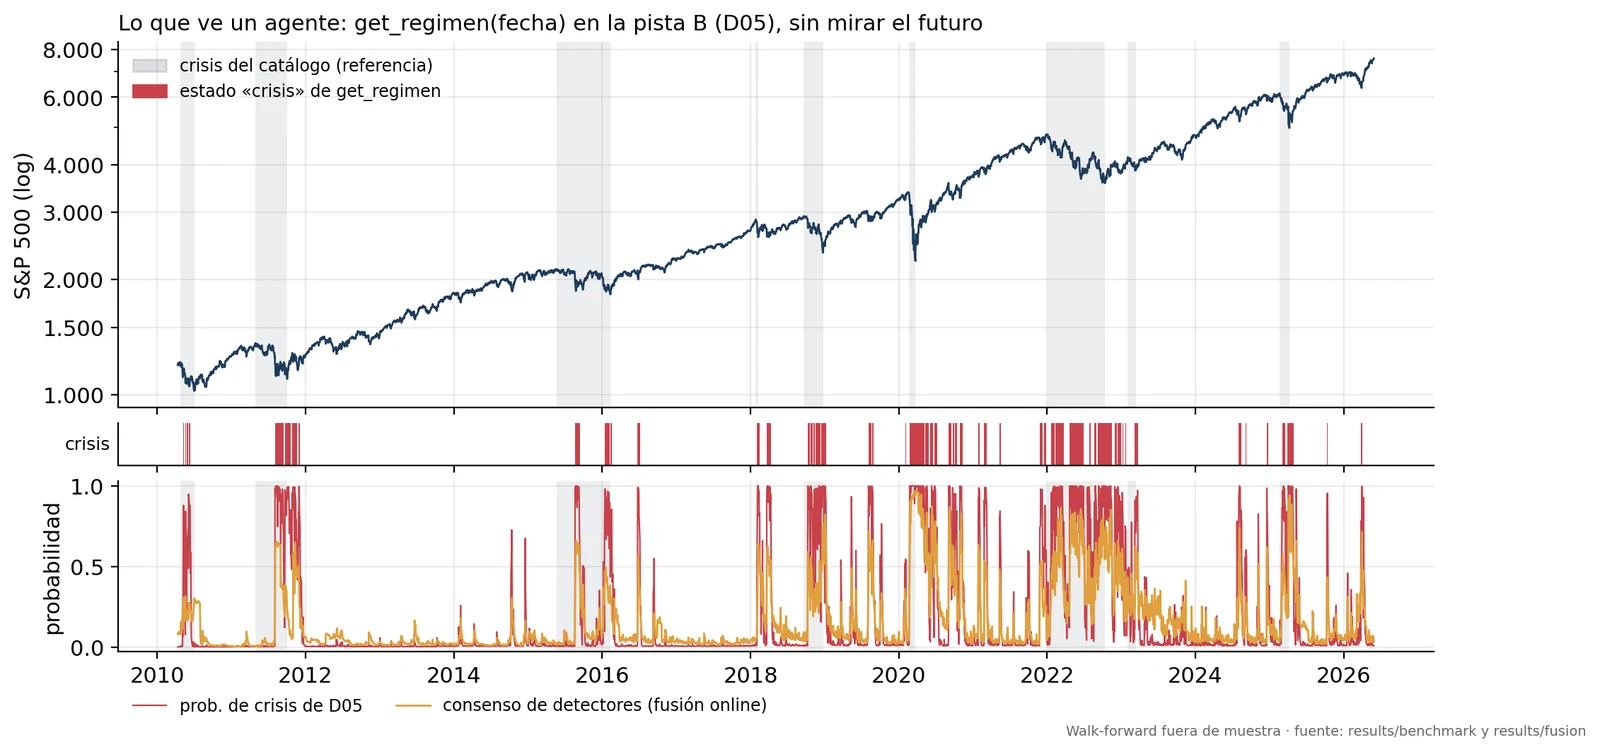 Lo que ve un agente: get_regimen(fecha) en la pista B (D05), sin mirar el futuro
crisis del catálogo (referencia)
estado «crisis» de get_regimen
S&P 500 (log)
8.000
6.000
4.000
3.000
2.000
1.500
1.000
crisis
probabilidad
1.0
0.5
0.0
2010 2012 2014 2016 2018 2020 2022 2024 2026
prob. de crisis de D05 consenso de detectores (fusión online)
Walk-forward fuera de muestra · fuente: results/benchmark y results/fusion